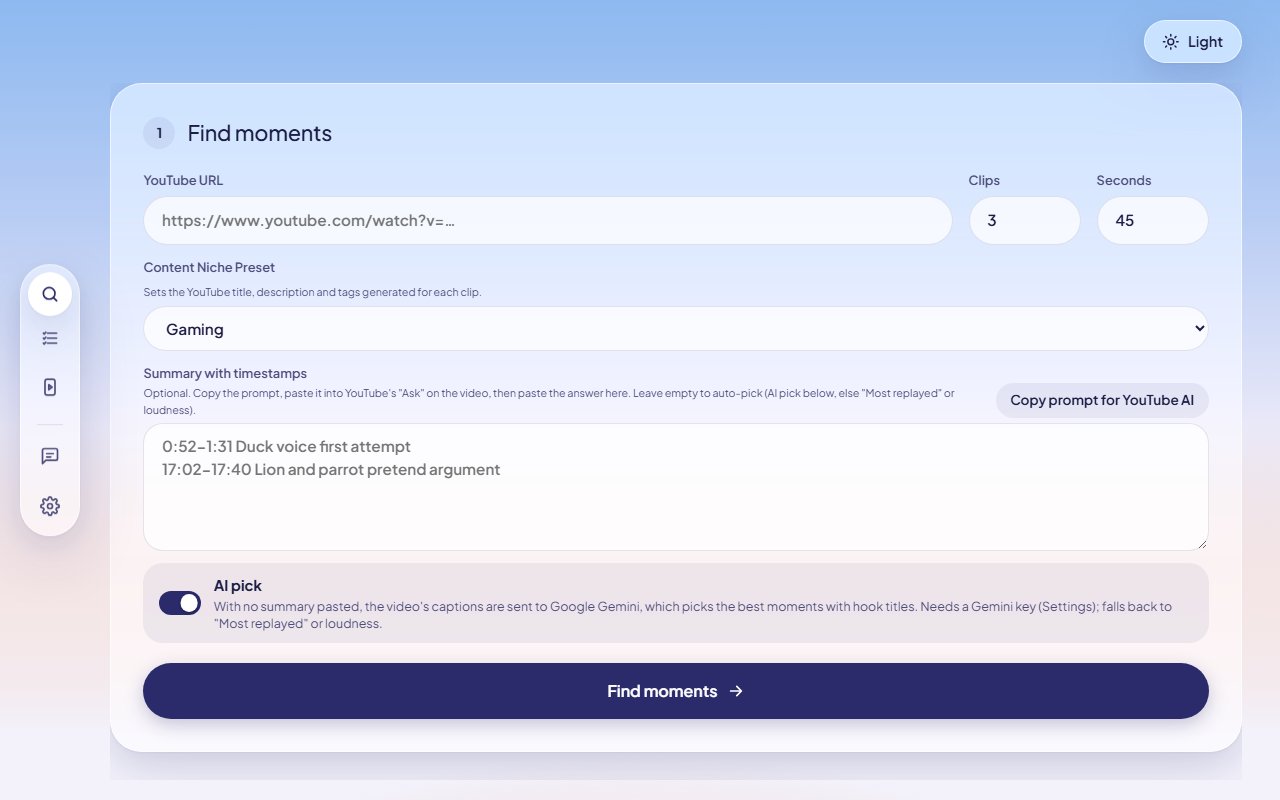 Light
1
Find moments
YouTube URL
Clips
Seconds
https://www.youtube.com/watch?v=…
3
45
Content Niche Preset
Sets the YouTube title, description and tags generated for each clip.
Gaming
Summary with timestamps
Optional. Copy the prompt, paste it into YouTube's "Ask" on the video, then paste the answer here. Leave empty to auto-pick (AI pick below, else "Most replayed" or
loudness).
Copy prompt for YouTube AI
0:52–1:31 Duck voice first attempt
17:02–17:40 Lion and parrot pretend argument
AI pick
With no summary pasted, the video's captions are sent to Google Gemini, which picks the best moments with hook titles. Needs a Gemini key (Settings); falls back to
"Most replayed" or loudness.
Find moments →